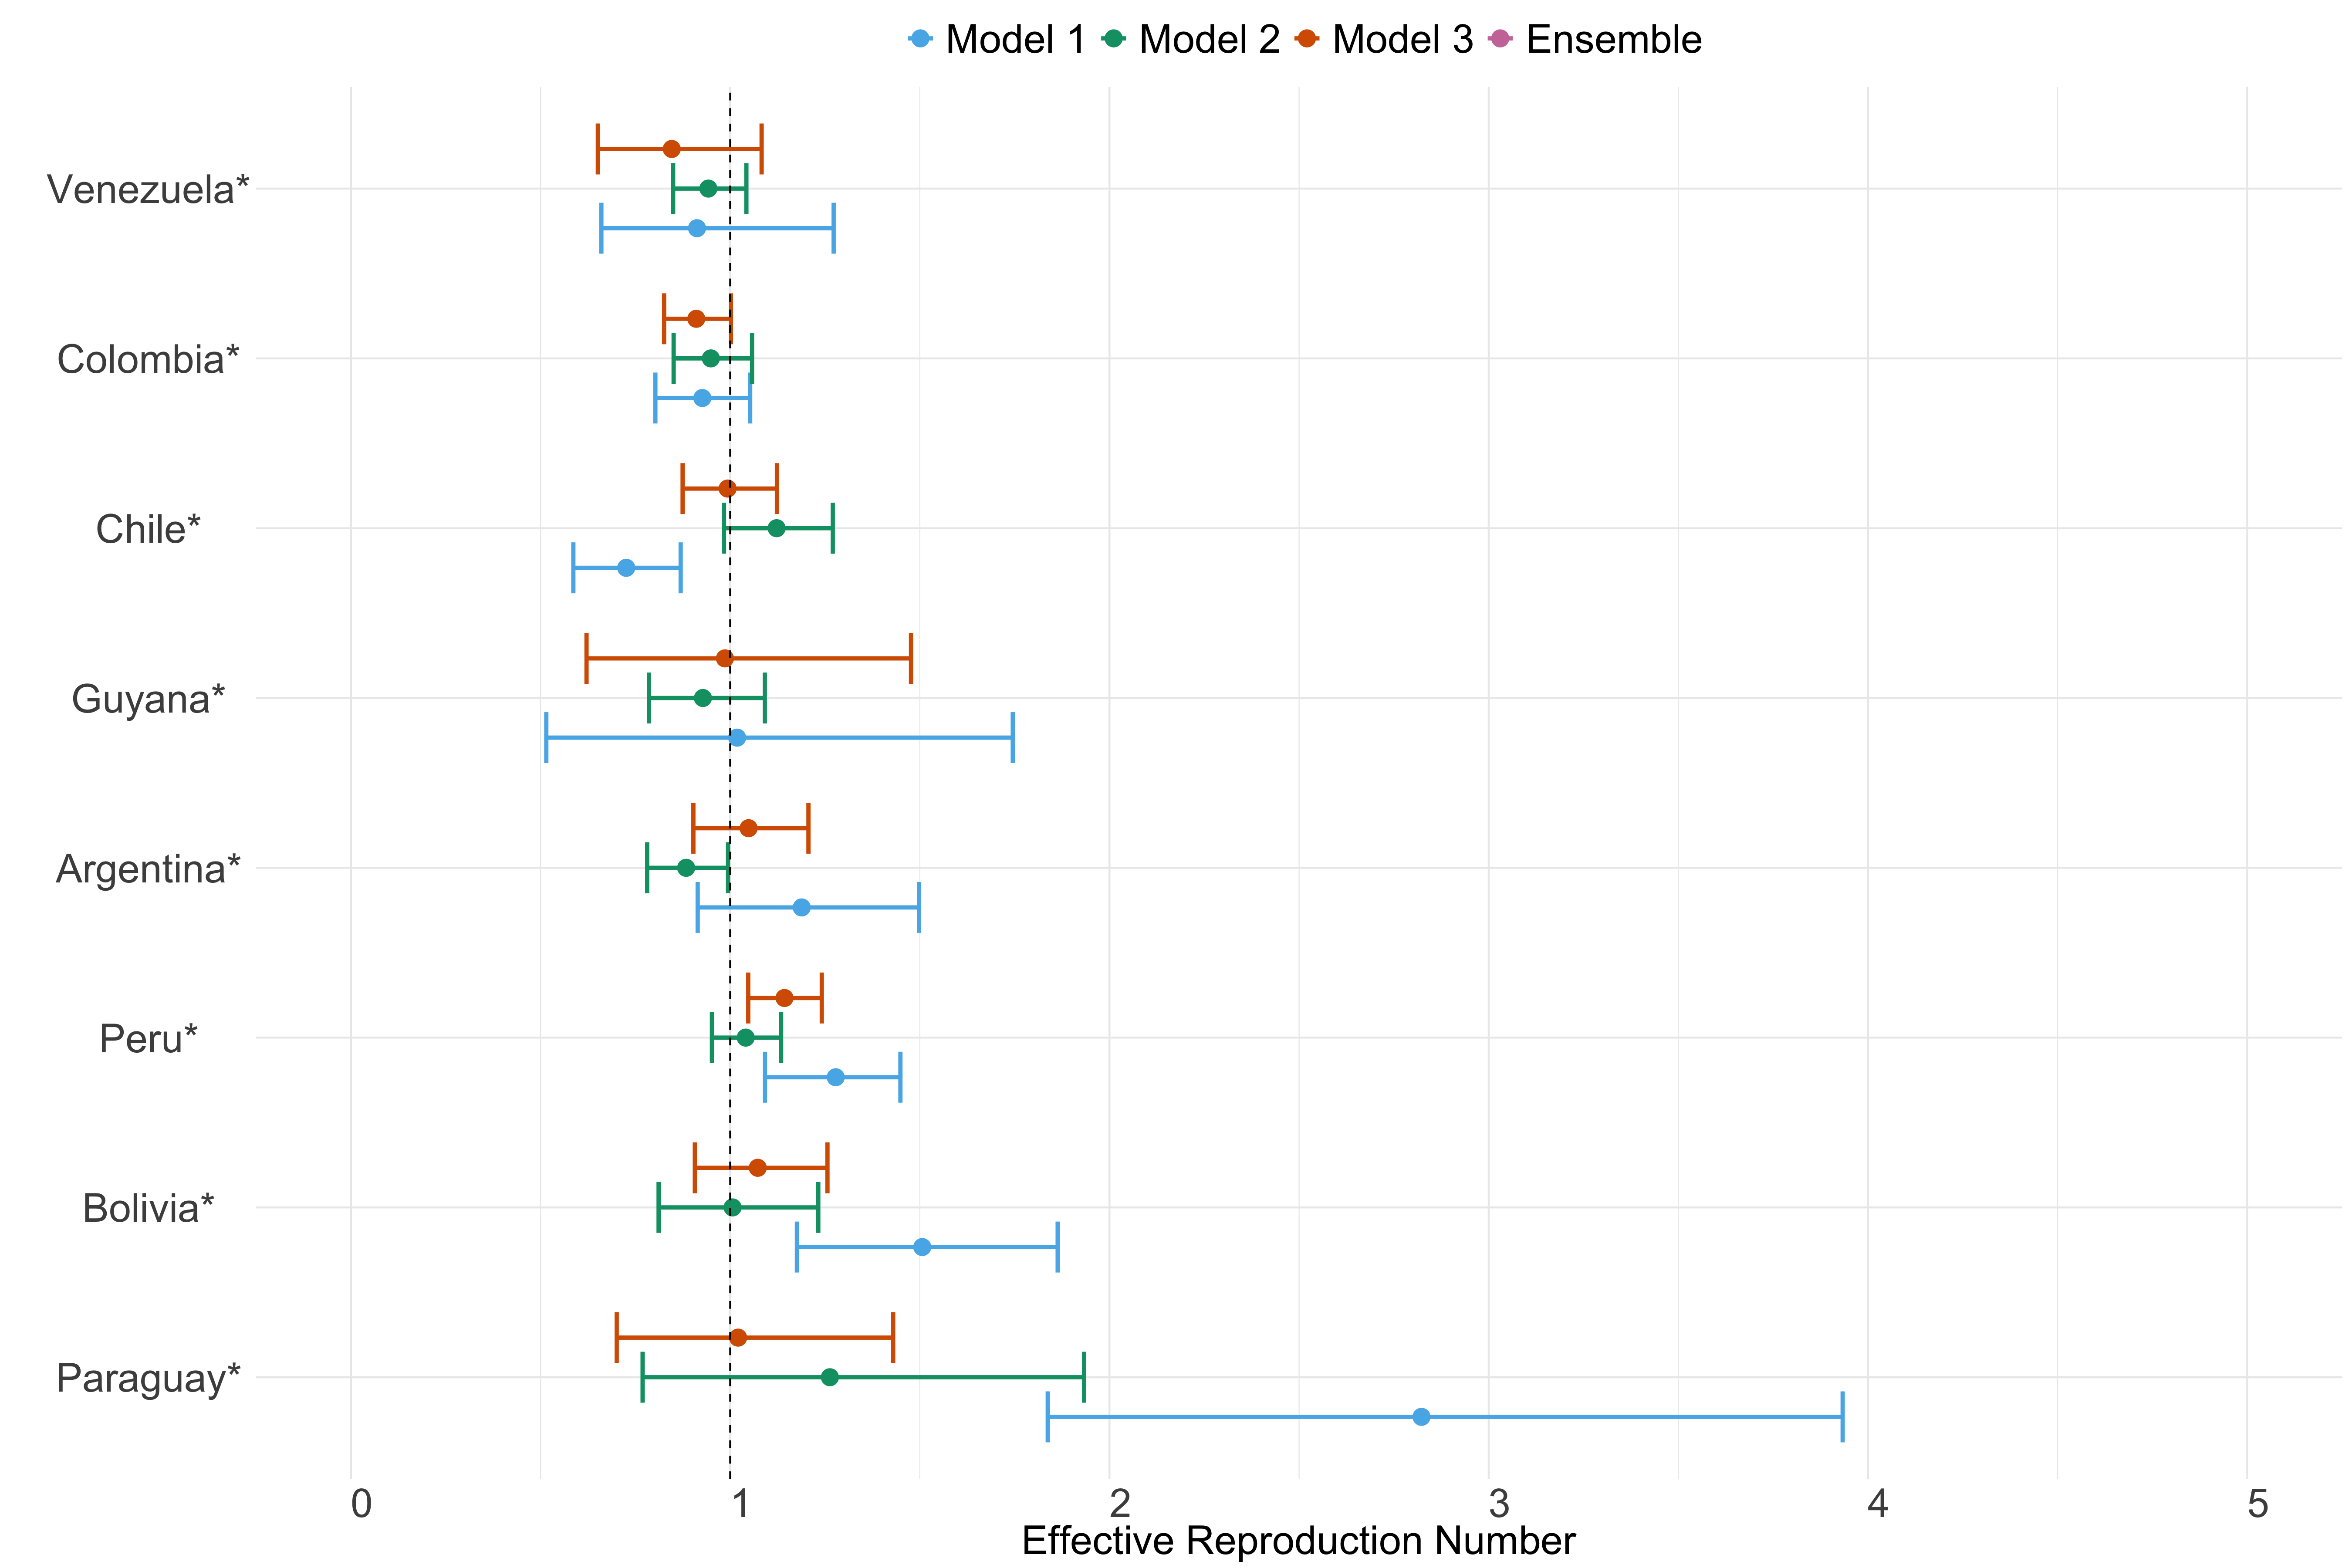 Model 1 Model 2 Model 3 Ensemble
Venezuela*
Colombia*
Chile*
Guyana*
Argentina*
Peru*
Bolivia*
Paraguay*
0 1 2 3 4 5
Effective Reproduction Number